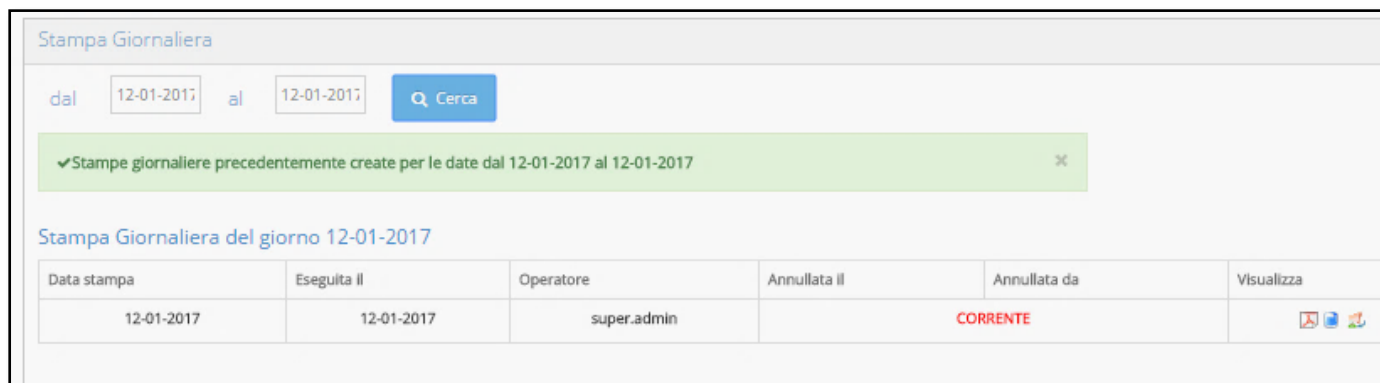 Stampa Giornaliera
dal 12-01-2017 al 12-01-2017 Cerca
Stampe giornaliere precedentemente create per le date dal 12-01-2017 al 12-01-2017
Stampa Giornaliera del giorno 12-01-2017
Data stampa Eseguita il Operatore Annullata il Annullata da Visualizza
12-01-2017 12-01-2017 super.admin CORRENTE